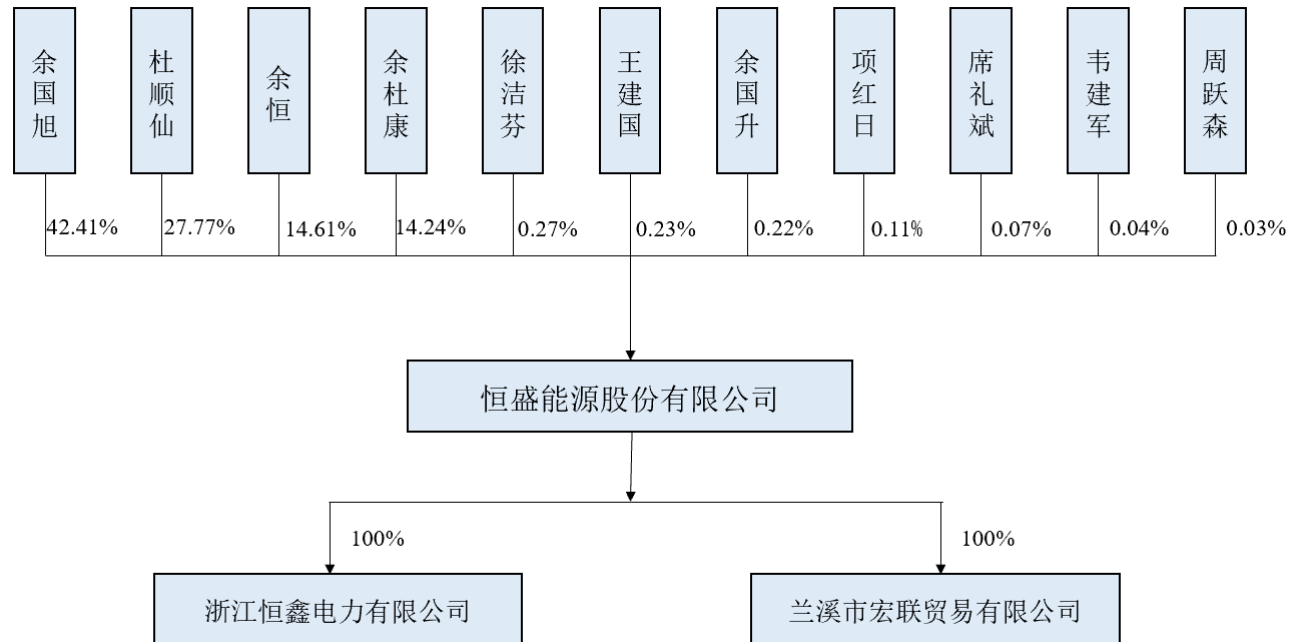 余国旭
杜顺仙
余恒
余杜康
徐洁芬
王建国
余国升
项红日
席礼斌
韦建军
周跃森
42.41%
27.77%
14.61%
14.24%
0.27%
0.23%
0.22%
0.11%
0.07%
0.04%
0.03%
恒盛能源股份有限公司
100%
100%
浙江恒鑫电力有限公司
兰溪市宏联贸易有限公司